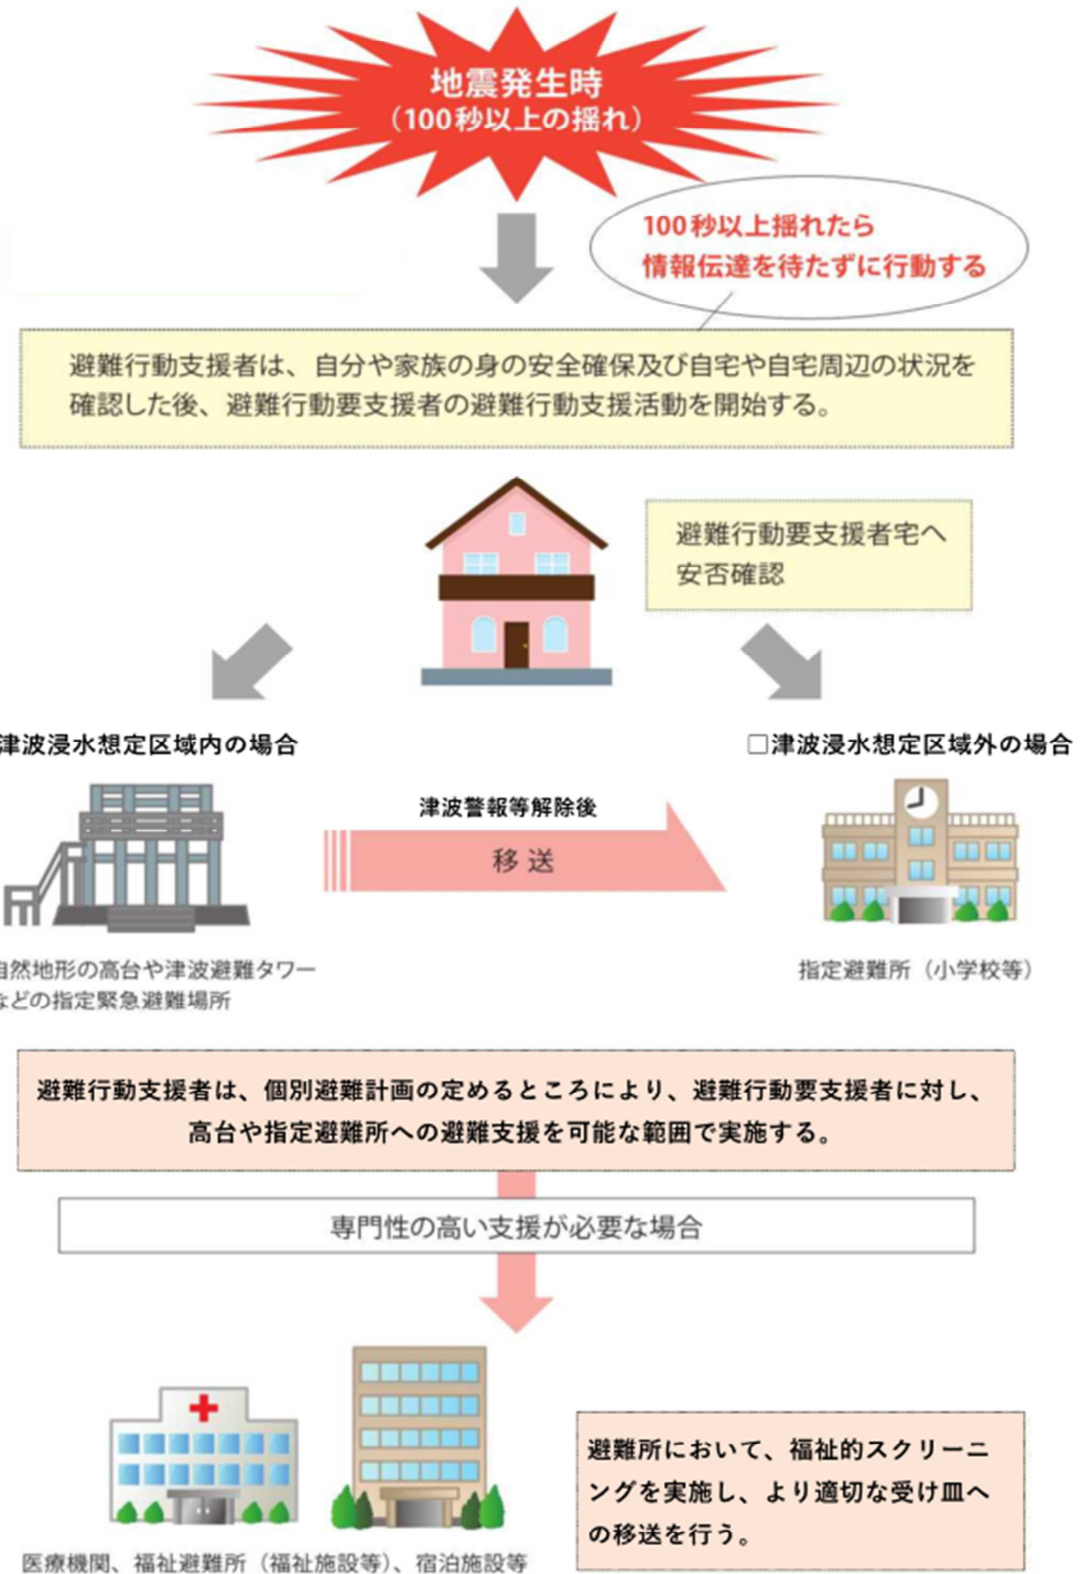 地震発生時
（100秒以上の揺れ）
100秒以上揺れたら
情報伝達を待たずに行動する
避難行動支援者は、自分や家族の身の安全確保及び自宅や自宅周辺の状況を
確認した後、避難行動要支援者の避難行動支援活動を開始する。
避難行動要支援者宅へ
安否確認
津波浸水想定区域内の場合
□津波浸水想定区域外の場合
津波警報等解除後
移送
自然地形の高台や津波避難タワー
などの指定緊急避難場所
指定避難所（小学校等）
避難行動支援者は、個別避難計画の定めるところにより、避難行動要支援者に対し、
高台や指定避難所への避難支援を可能な範囲で実施する。
専門性の高い支援が必要な場合
避難所において、福祉的スクリーニ
ングを実施し、より適切な受け皿へ
の移送を行う。
医療機関、福祉避難所（福祉施設等）、宿泊施設等